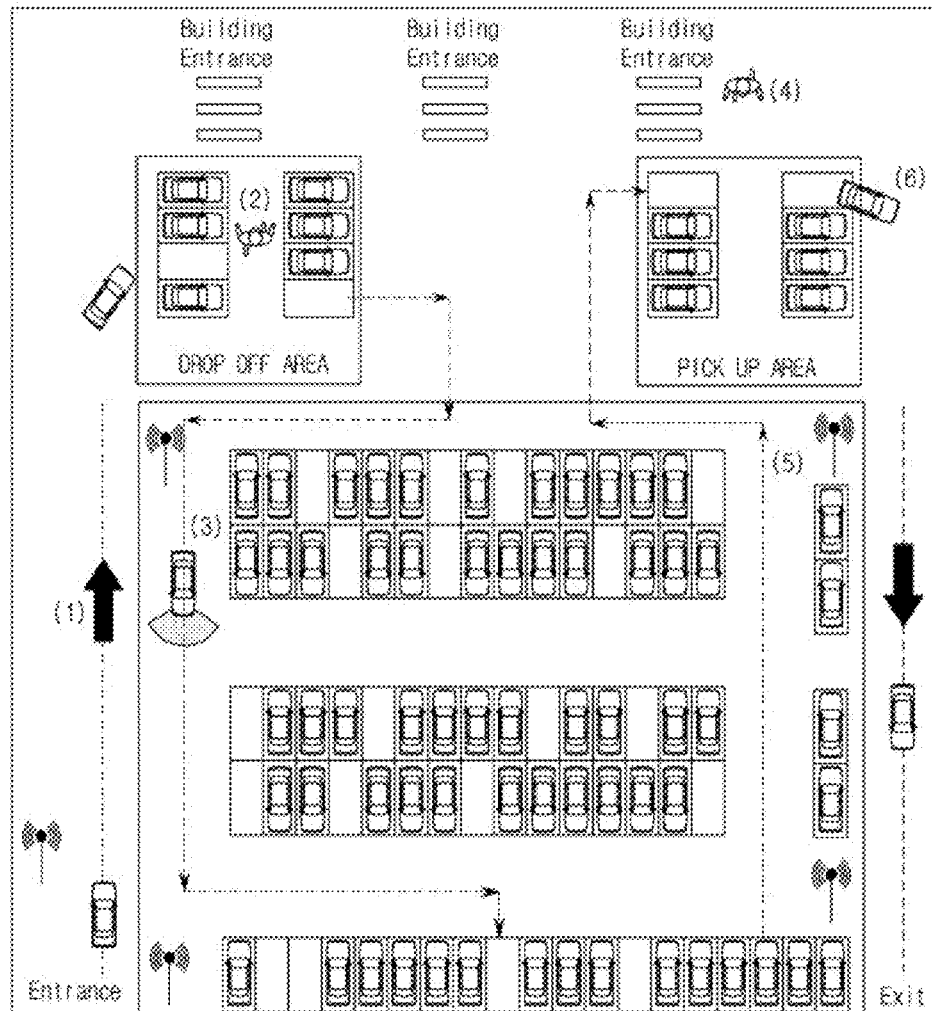 Building
Entrance
Building
Entrance
Building
Entrance
(4)
(2)
(6)
DROP OFF AREA
PICK UP AREA
(5)
(3)
(1)
Entrance
Exit